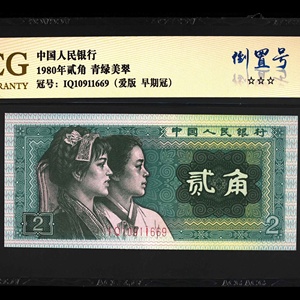 EG
RRANTY
中国人民银行
1980年贰角 青绿美翠
冠号：IQ10911669（爱版 早期冠）
倒置号
☆☆☆
中国人民银行
贰角
2
2
IQ10911669